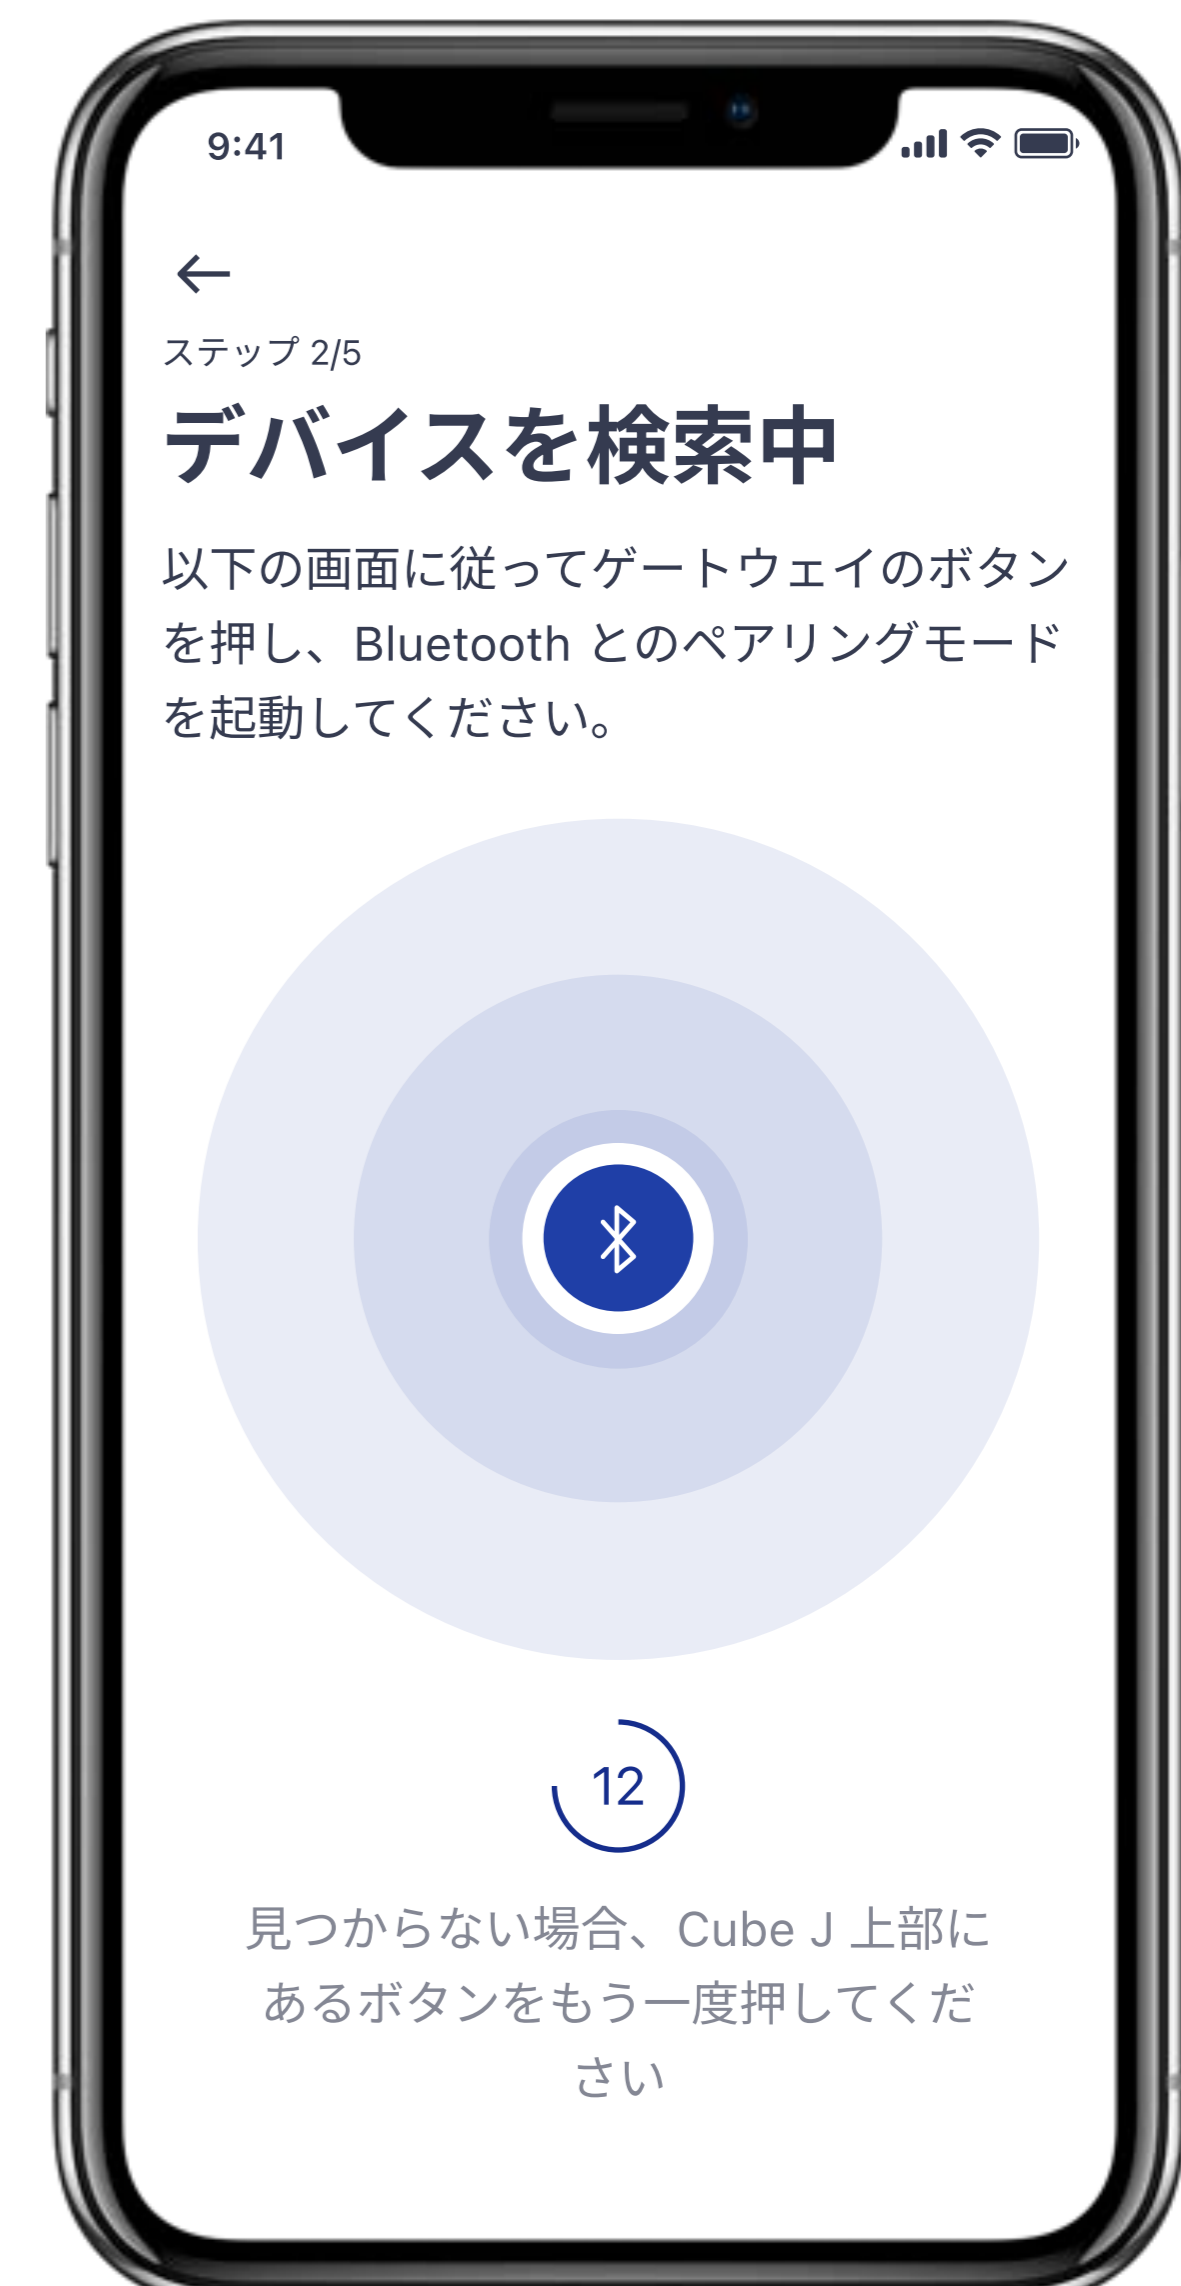 9:41
ステップ 2/5
デバイスを検索中
以下の画面に従ってゲートウェイのボタン
を押し、Bluetooth とのペアリングモード
を起動してください。
12
見つからない場合、Cube J 上部に
あるボタンをもう一度押してくだ
さい